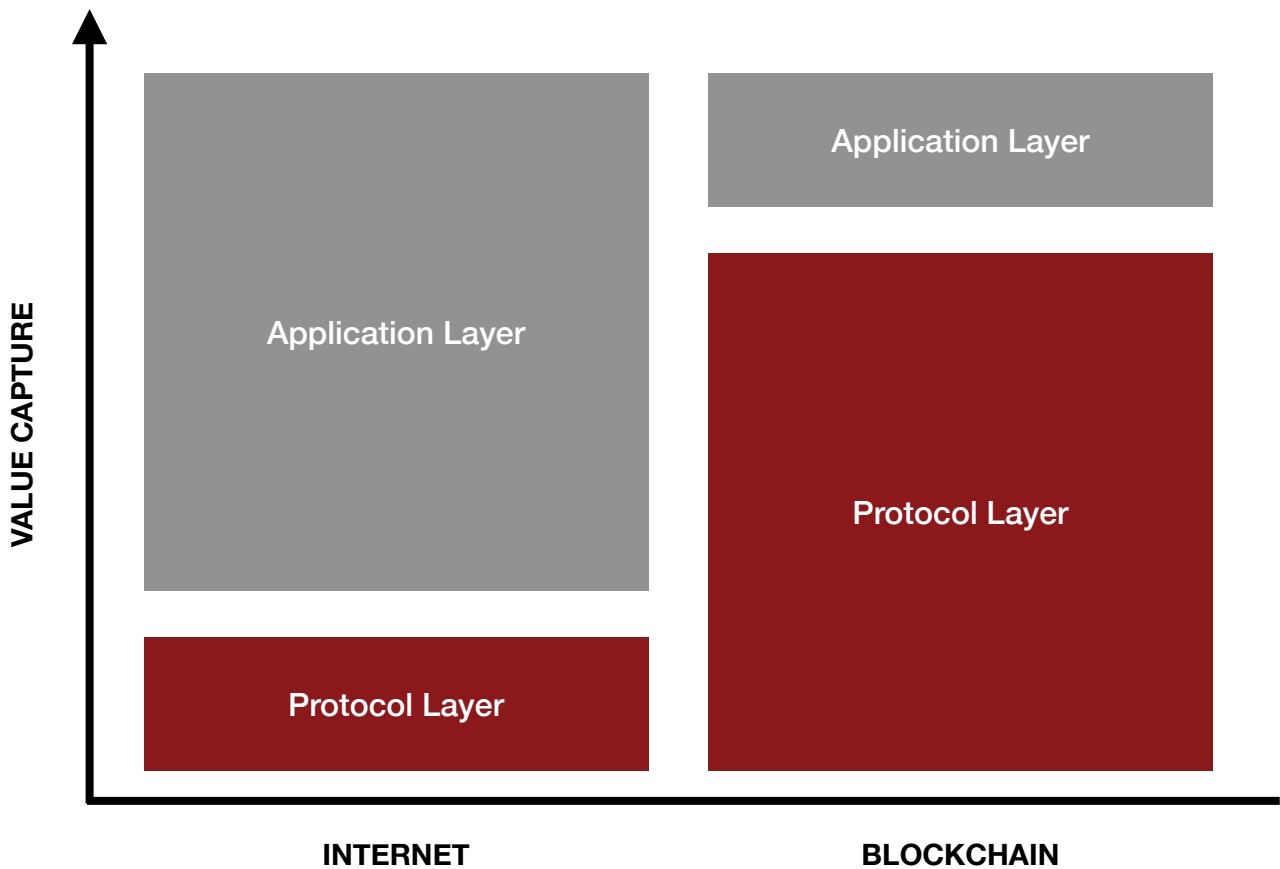 VALUE CAPTURE
Application Layer
Protocol Layer
Application Layer
Protocol Layer
INTERNET
BLOCKCHAIN